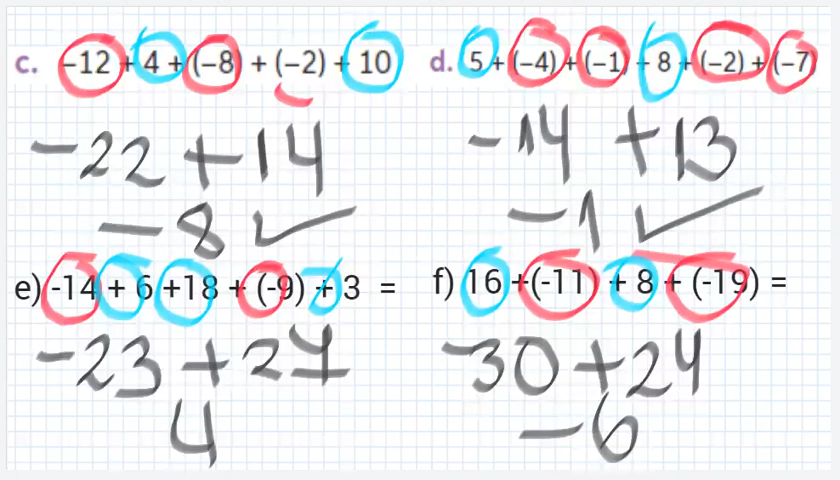 c. -12 + 4 + (-8) + (-2) + 10
-22 + 14
-8 ✓
d. 5 + (-4) + (-1) + 8 + (-2) + (-7)
-14 + 13
-1 ✓
e) -14 + 6 +18 + (-9) + 3 =
-23 + 27
4
f) 16 +(-11) + 8 + (-19) =
-30 + 24
-6